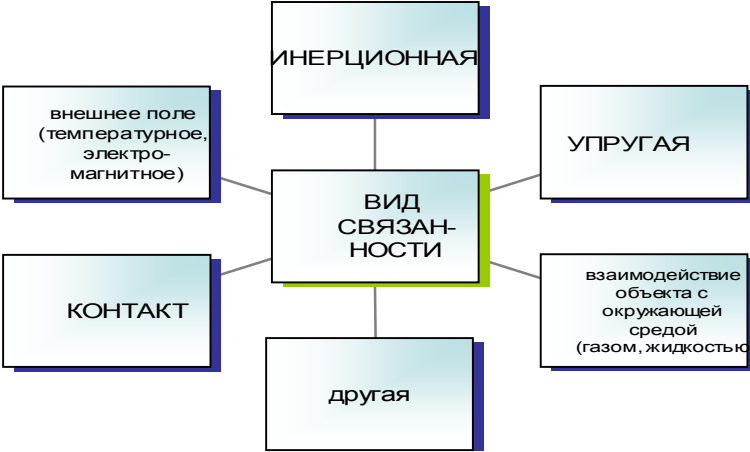 ИНЕРЦИОННАЯ
внешнее поле
(температурное,
электро-
магнитное)
УПРУГАЯ
ВИД
СВЯЗАН-
НОСТИ
КОНТАКТ
взаимодействие
объекта с
окружающей
средой
(газом, жидкостью
другая